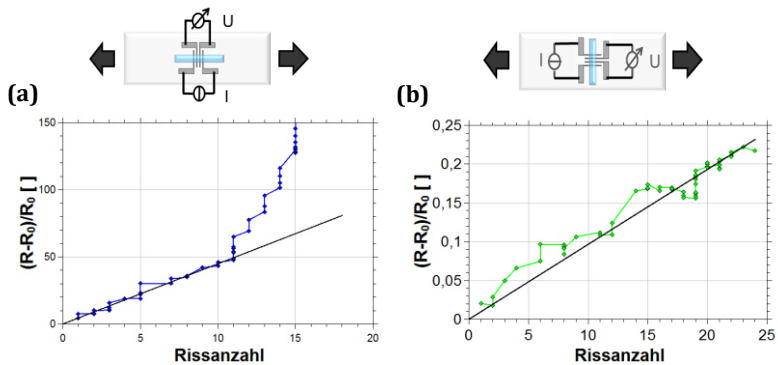 U
I
(a)
I
U
(b)
150
100
50
0
(R-R₀)/R₀ [ ]
0 5 10 15 20
Rissanzahl
0,25
0,2
0,15
0,1
0,05
0
(R-R₀)/R₀ [ ]
0 5 10 15 20 25
Rissanzahl